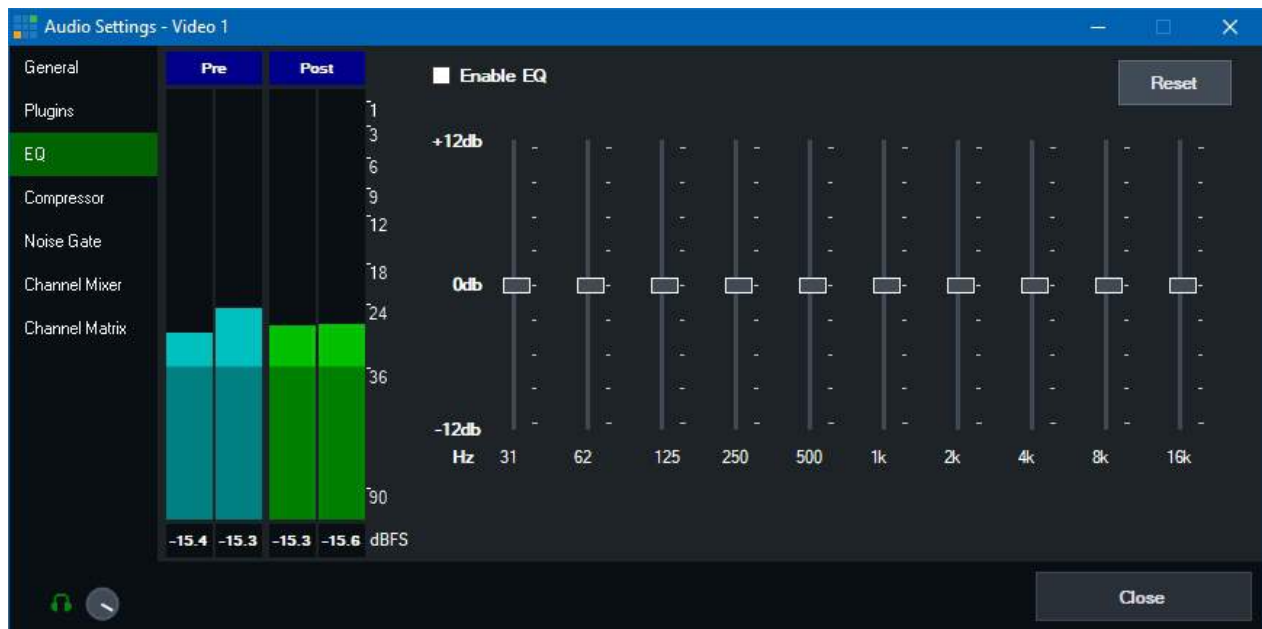 Audio Settings - Video 1
General
Plugins
EQ
Compressor
Noise Gate
Channel Mixer
Channel Matrix
Pre Post
1
3
6
9
12
18
24
36
90
-15.4 -15.3 -15.3 -15.6 dBFS
Enable EQ
Reset
+12db
0db
-12db
Hz 31 62 125 250 500 1k 2k 4k 8k 16k
Close